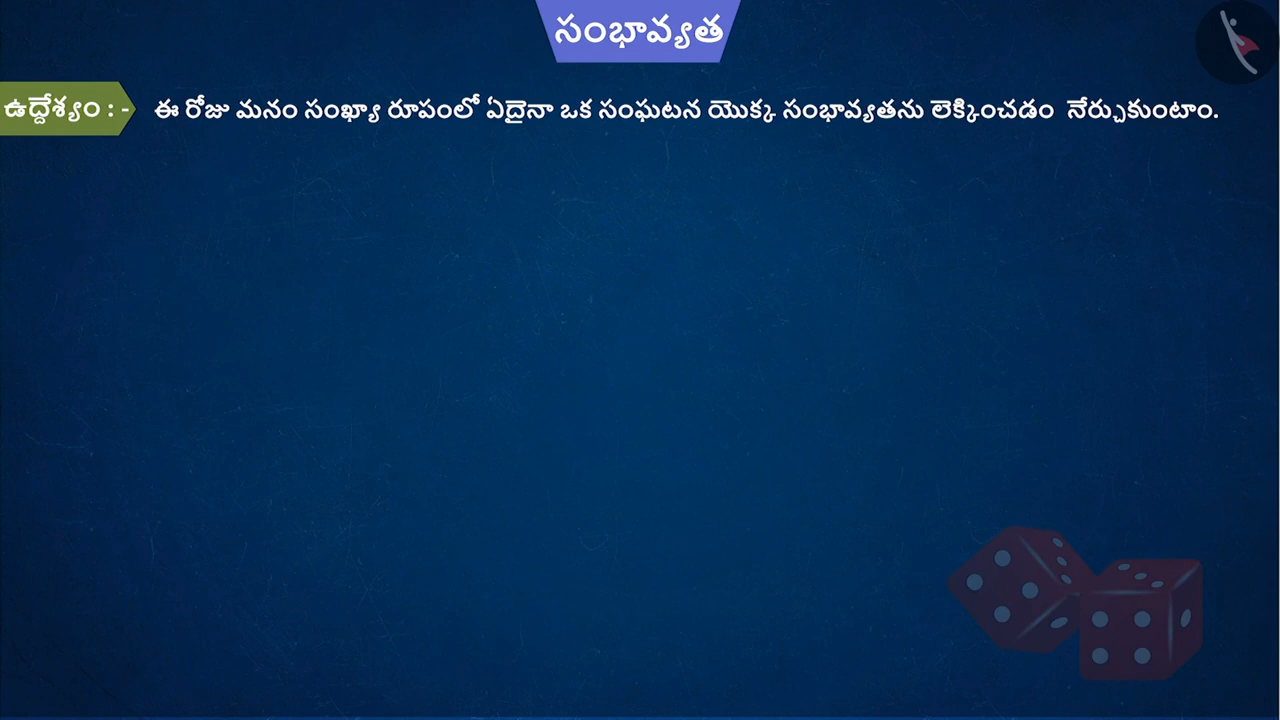 సంభావ్యత
ఉద్దేశ్యం : - ఈ రోజు మనం సంఖ్యా రూపంలో ఏదైనా ఒక సంఘటన యొక్క సంభావ్యతను లెక్కించడం నేర్చుకుంటాం.